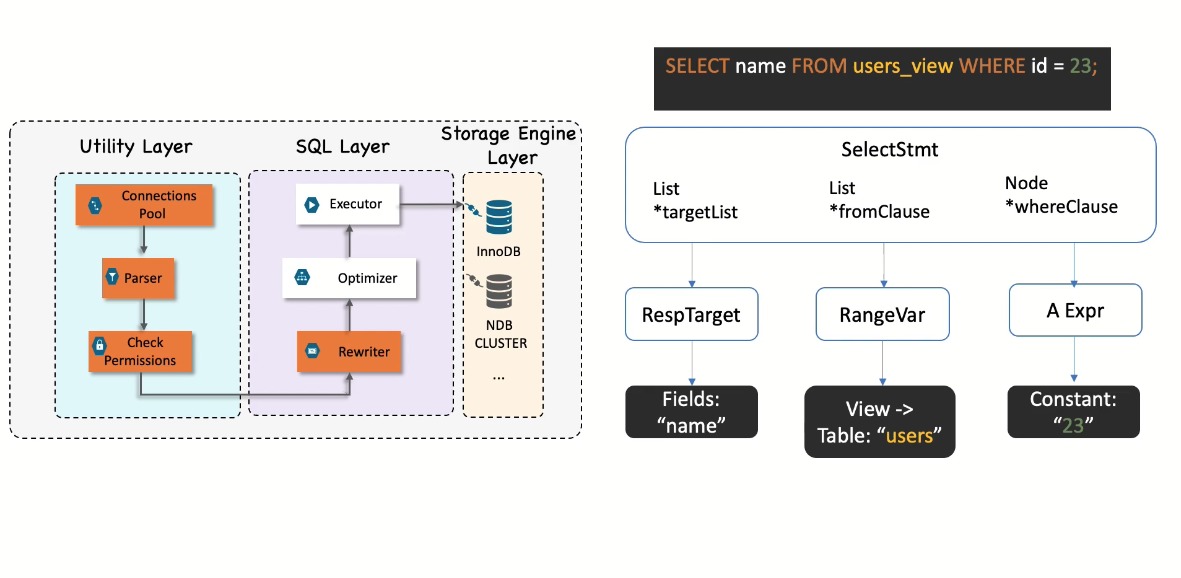 Utility Layer
Connections
Pool
Parser
Check
Permissions
SQL Layer
Executor
Optimizer
Rewriter
Storage Engine
Layer
InnoDB
NDB
CLUSTER
...
SELECT name FROM users_view WHERE id = 23;
SelectStmt
List
*targetList
List
*fromClause
Node
*whereClause
RespTarget
RangeVar
A Expr
Fields:
“name”
View ->
Table: “users”
Constant:
“23”